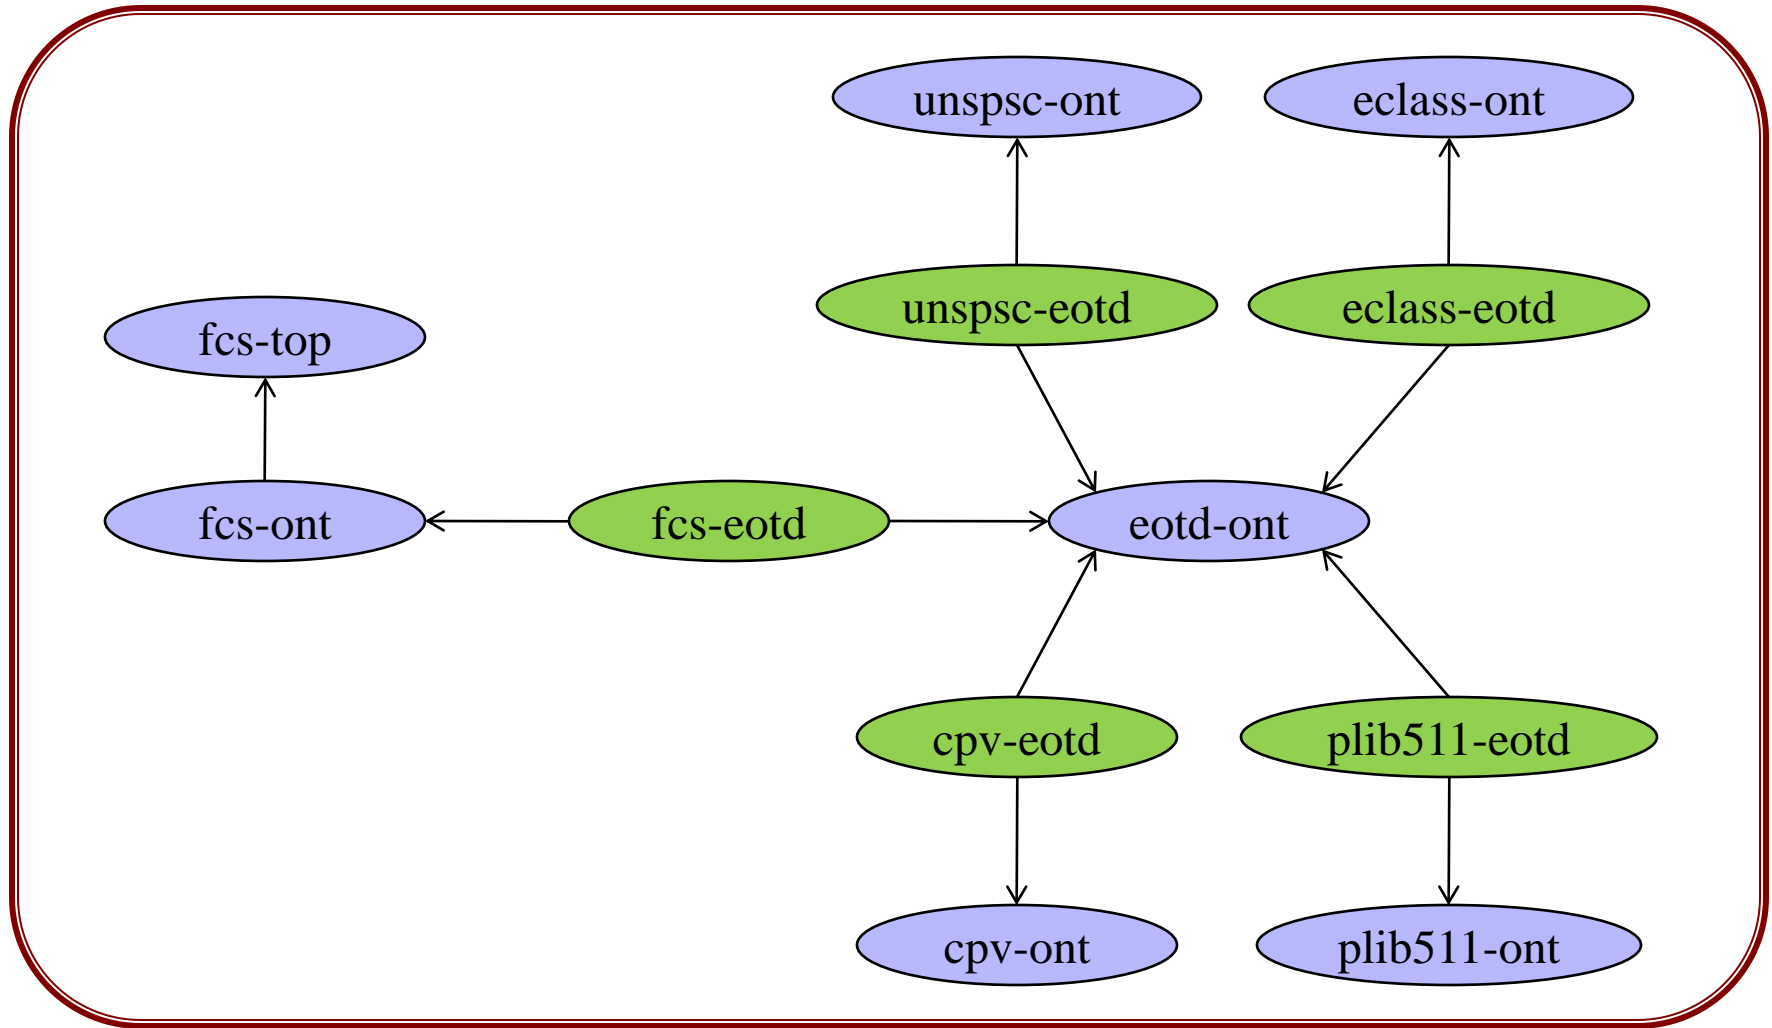 unspsc-ont
eclass-ont
unspsc-eotd
eclass-eotd
fcs-top
fcs-ont
fcs-eotd
eotd-ont
cpv-eotd
plib511-eotd
cpv-ont
plib511-ont